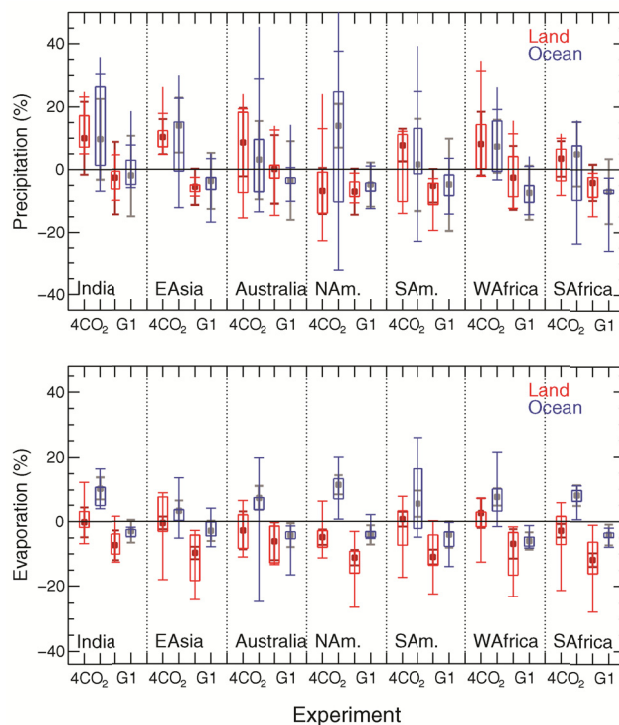 Land
Ocean
Precipitation (%)
40
20
0
−20
−40
India EAsia Australia NAm. SAm. WAfrica SAfrica
4CO₂ G1 4CO₂ G1 4CO₂ G1 4CO₂ G1 4CO₂ G1 4CO₂ G1 4CO₂ G1
Land
Ocean
Evaporation (%)
40
20
0
−20
−40
India EAsia Australia NAm. SAm. WAfrica SAfrica
4CO₂ G1 4CO₂ G1 4CO₂ G1 4CO₂ G1 4CO₂ G1 4CO₂ G1 4CO₂ G1
Experiment